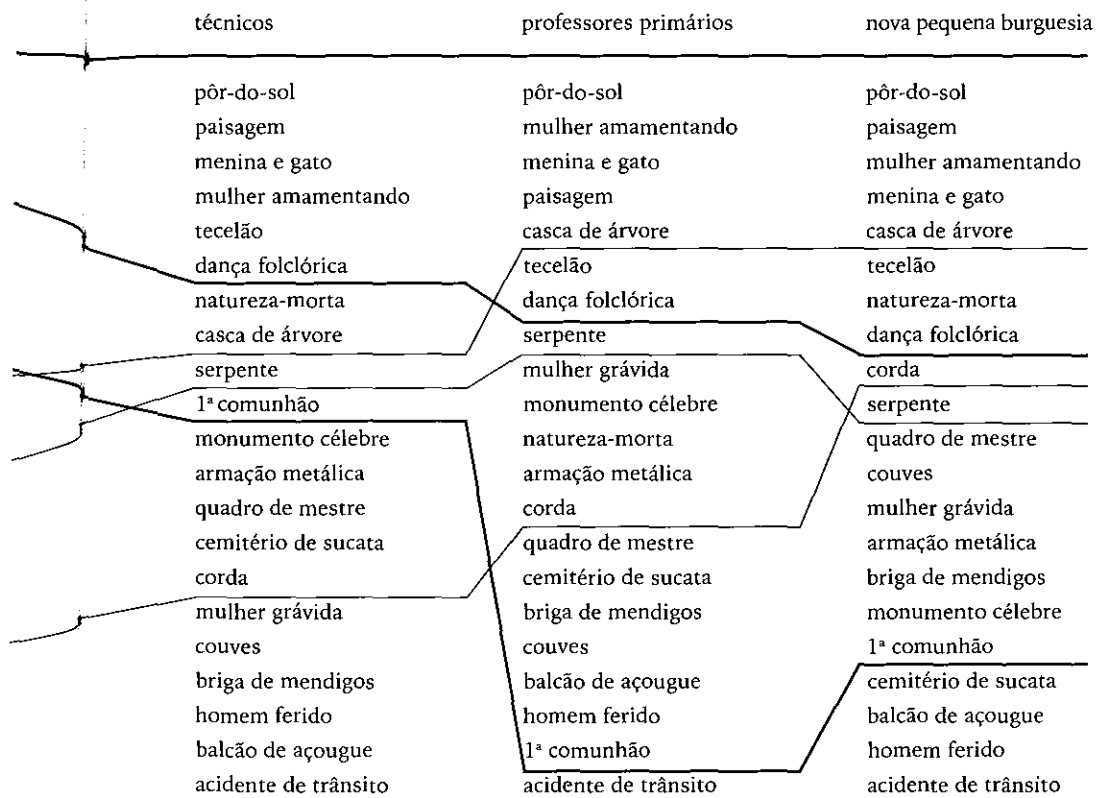 técnicos professores primários nova pequena burguesia
pôr-do-sol pôr-do-sol pôr-do-sol
paisagem mulher amamentando paisagem
menina e gato menina e gato mulher amamentando
mulher amamentando paisagem menina e gato
tecelão casca de árvore casca de árvore
dança folclórica tecelão tecelão
natureza-morta dança folclórica natureza-morta
casca de árvore serpente dança folclórica
serpente mulher grávida corda
1ª comunhão monumento célebre serpente
monumento célebre natureza-morta quadro de mestre
armação metálica armação metálica couves
quadro de mestre corda mulher grávida
cemitério de sucata quadro de mestre armação metálica
corda cemitério de sucata briga de mendigos
mulher grávida briga de mendigos monumento célebre
couves couves 1ª comunhão
briga de mendigos balcão de açougue cemitério de sucata
homem ferido homem ferido balcão de açougue
balcão de açougue 1ª comunhão homem ferido
acidente de trânsito acidente de trânsito acidente de trânsito